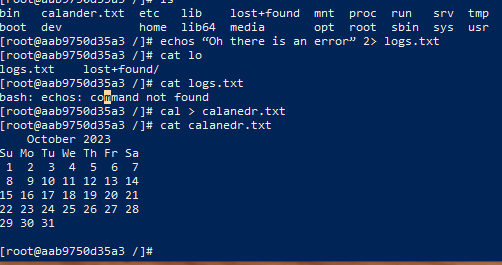 bin   calander.txt  etc   lib    lost+found  mnt  proc  run   srv  tmp
boot  dev           home  lib64  media       opt  root  sbin  sys  usr
[root@aab9750d35a3 /]# echos “Oh there is an error” 2> logs.txt
[root@aab9750d35a3 /]# cat lo
logs.txt    lost+found/
[root@aab9750d35a3 /]# cat logs.txt
bash: echos: command not found
[root@aab9750d35a3 /]# cal > calanedr.txt
[root@aab9750d35a3 /]# cat calanedr.txt
    October 2023
Su Mo Tu We Th Fr Sa
 1  2  3  4  5  6  7
 8  9 10 11 12 13 14
15 16 17 18 19 20 21
22 23 24 25 26 27 28
29 30 31
[root@aab9750d35a3 /]#